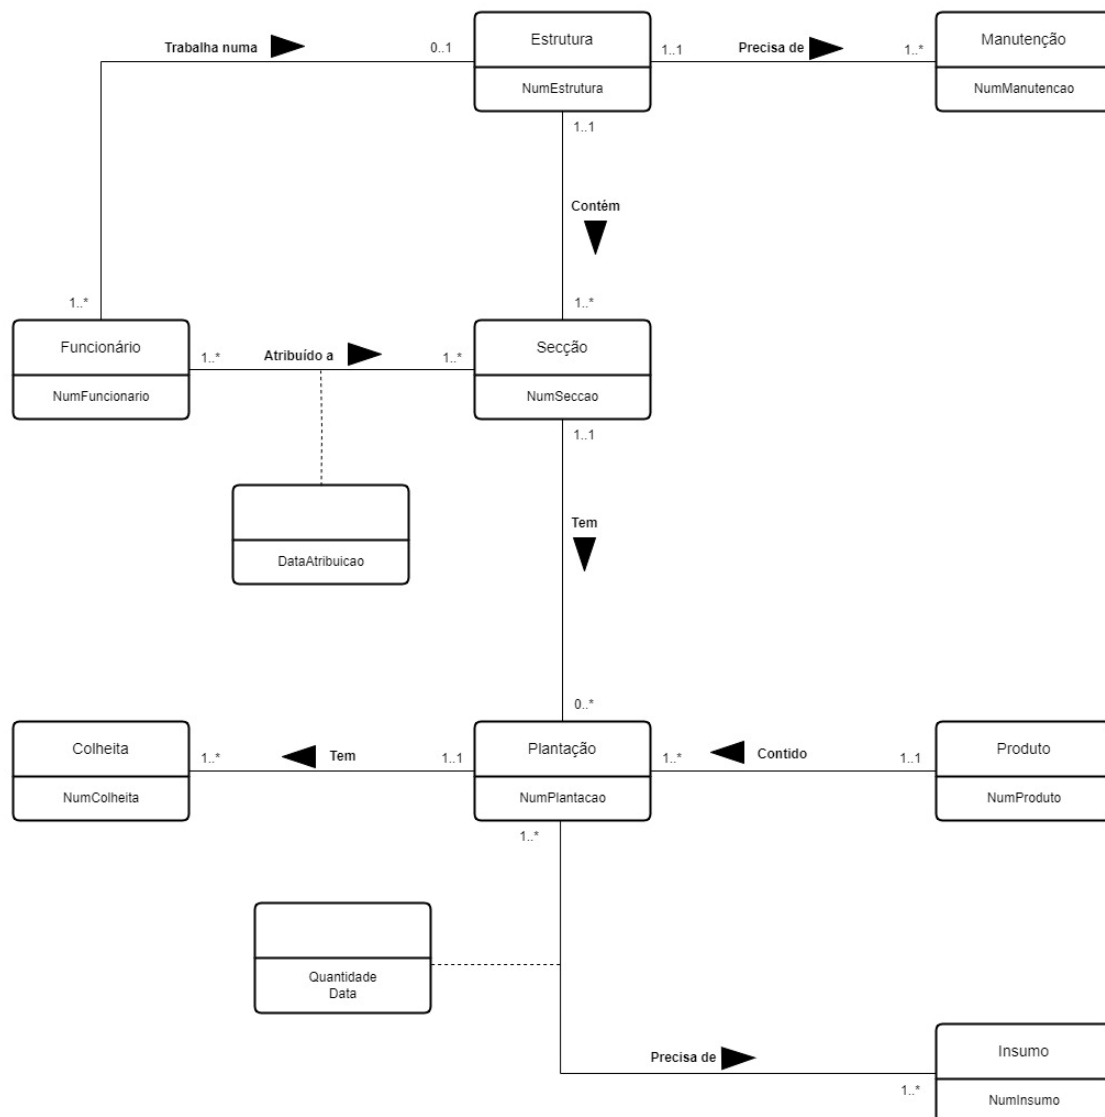 Estrutura
Manutenção
Trabalha numa
0..1
1..1
Precisa de
1..*
NumEstrutura
NumManutencao
1..1
Contém
1..*
1..*
Funcionário
Secção
1..*
Atribuído a
1..*
NumFuncionário
NumSeccao
1..1
Tem
DataAtribuicao
0..*
Colheita
Plantação
Produto
1..*
Tem
1..1
1..*
Contido
1..1
NumColheita
NumPlantacao
NumProduto
1..*
Quantidade
Data
Precisa de
Insumo
1..*
NumInsumo